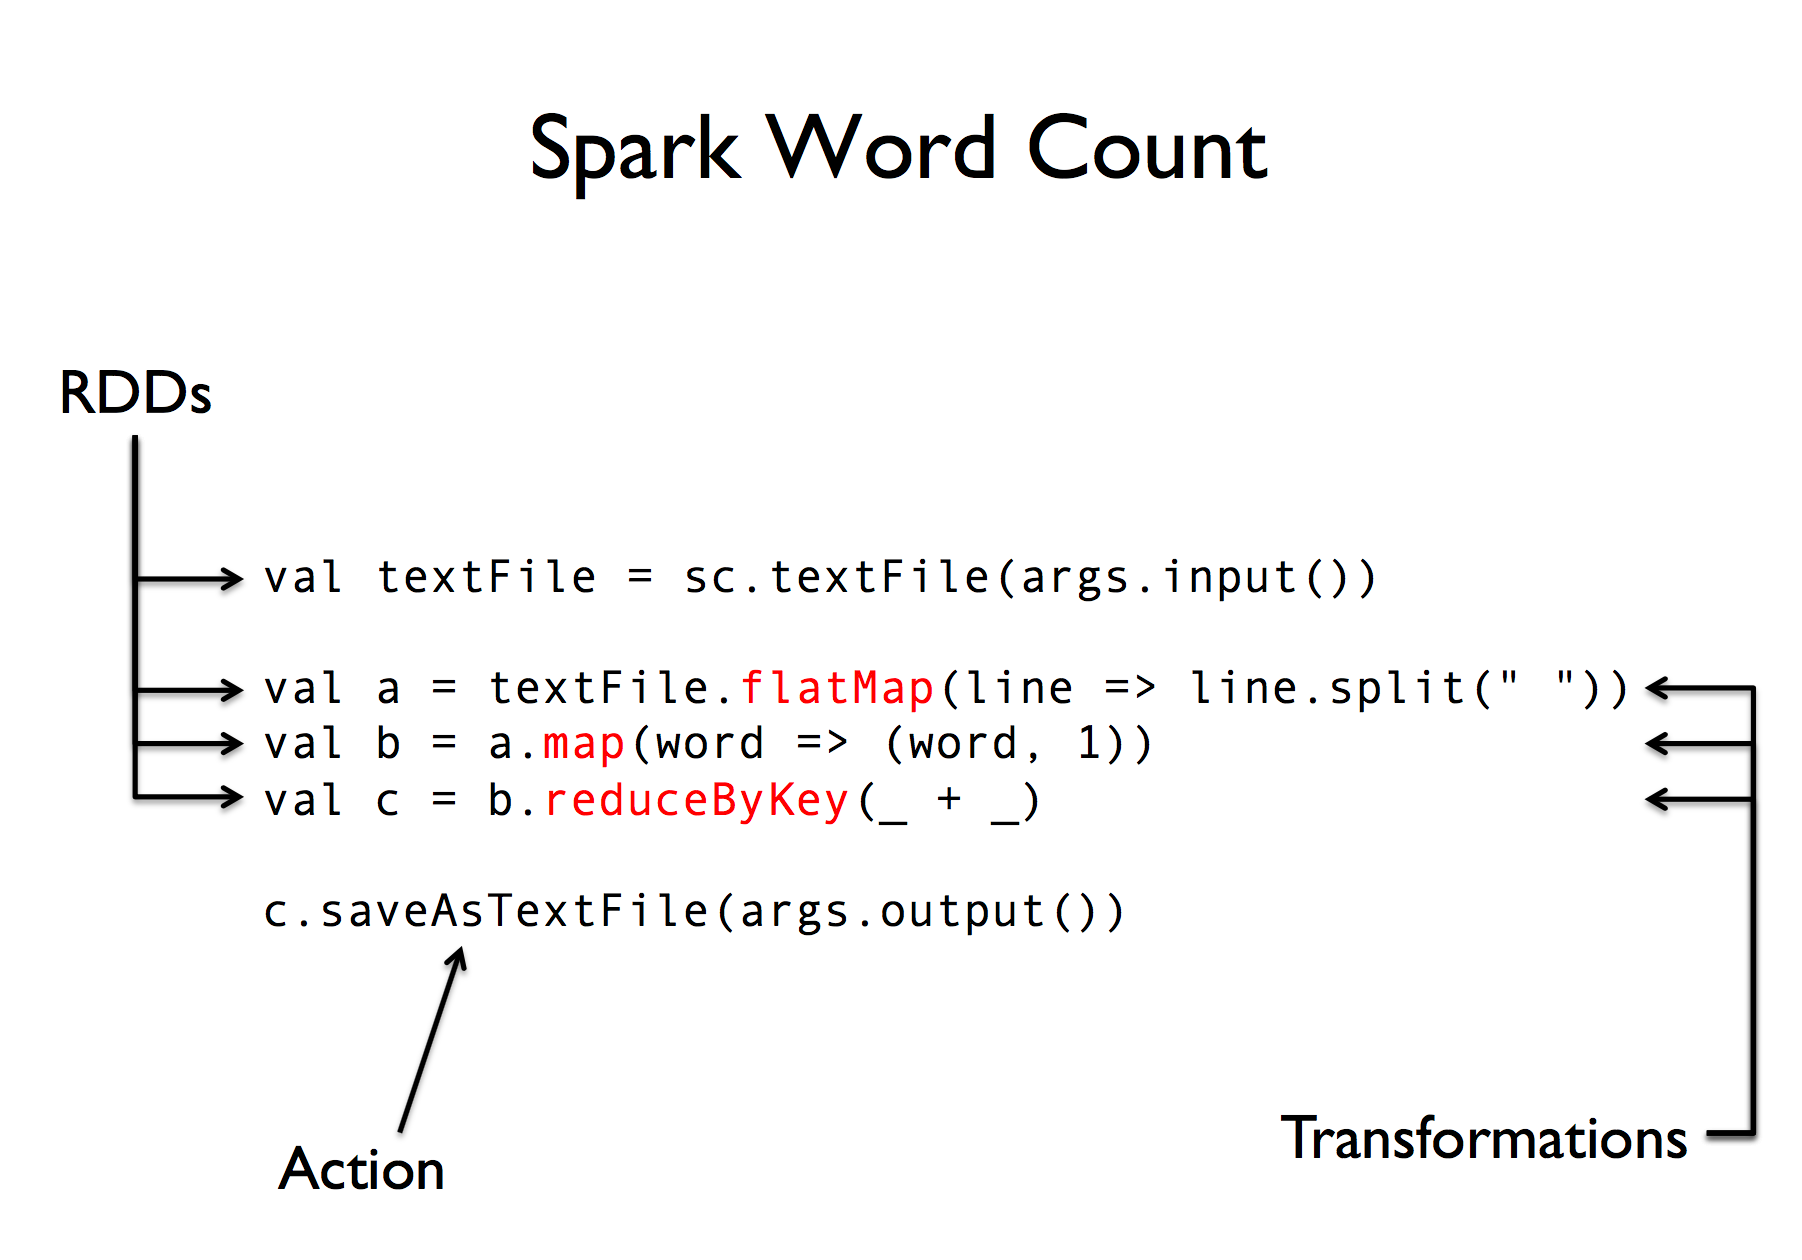 Spark Word Count
RDDs
val textFile = sc.textFile(args.input())
val a = textFile.flatMap(line => line.split(" "))
val b = a.map(word => (word, 1))
val c = b.reduceByKey(_ + _)
c.saveAsTextFile(args.output())
Action
Transformations